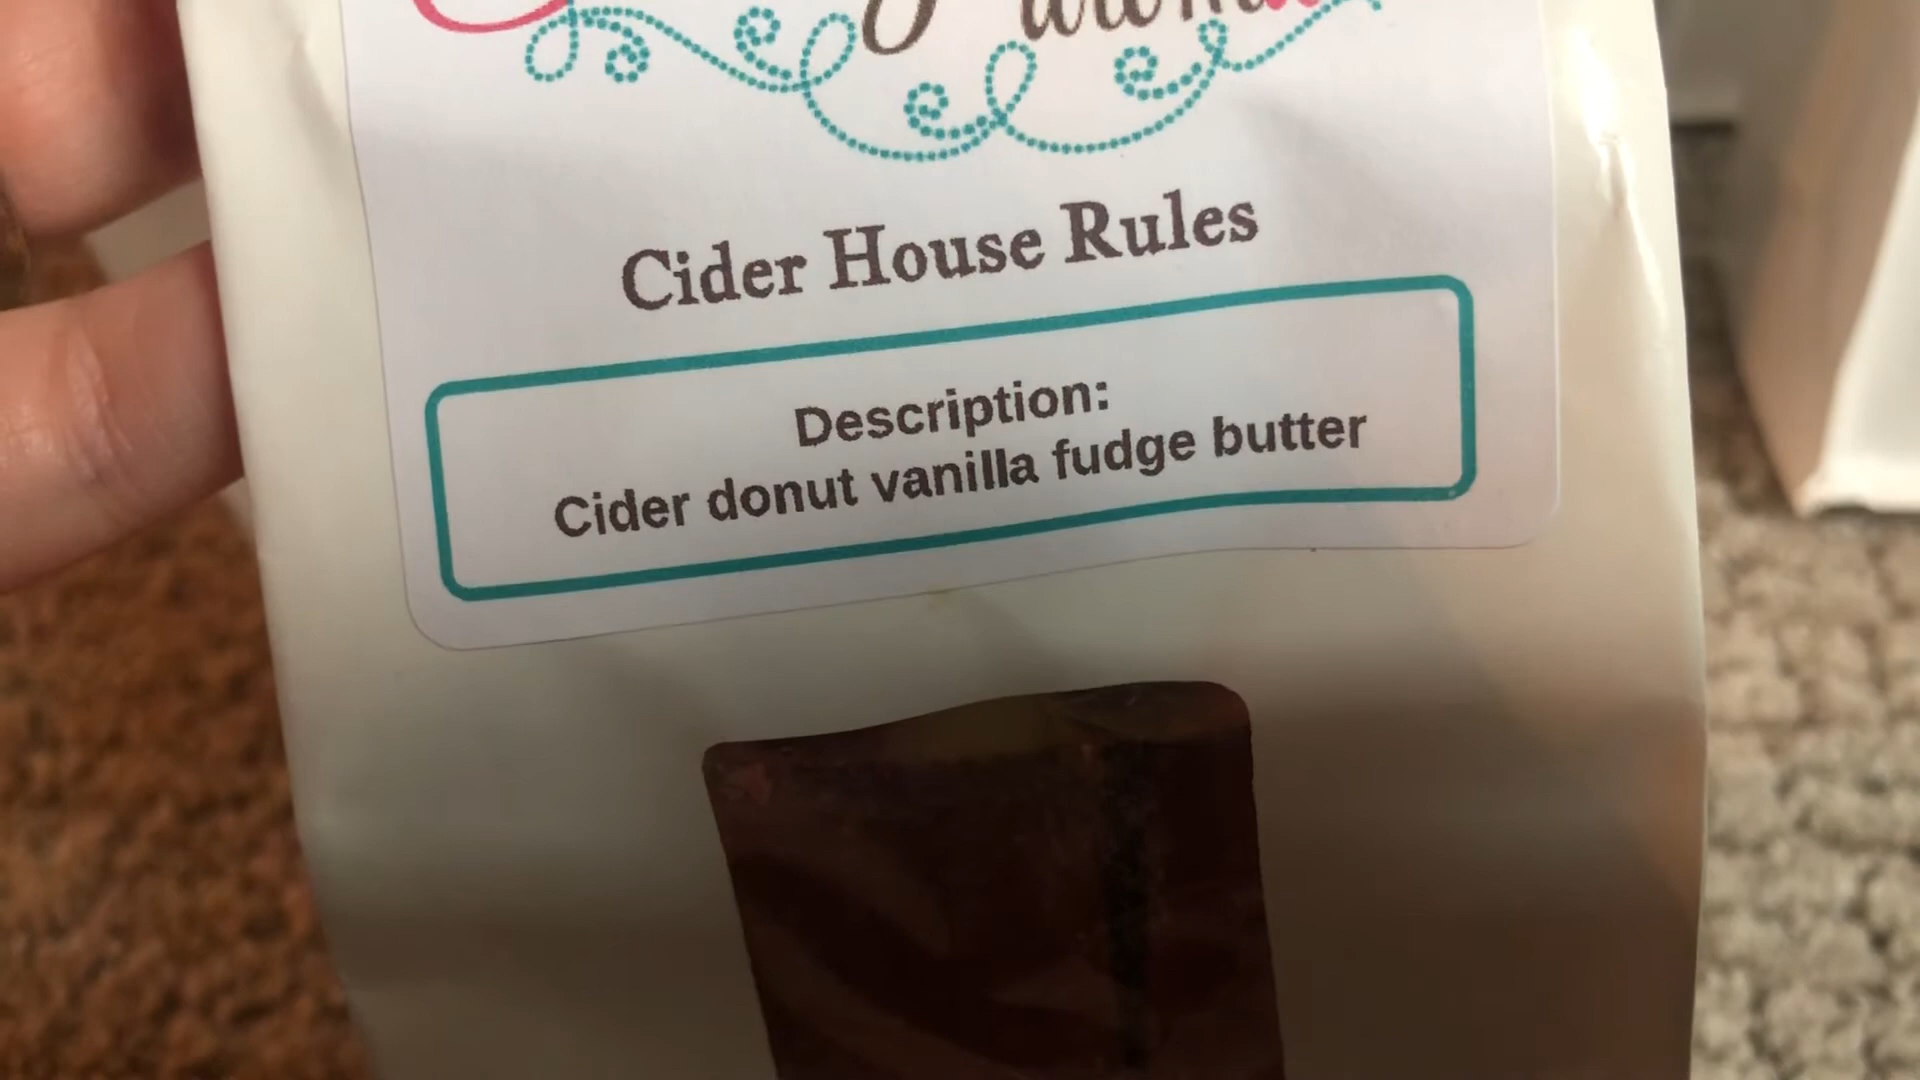 Cider House Rules
Description:
Cider donut vanilla fudge butter